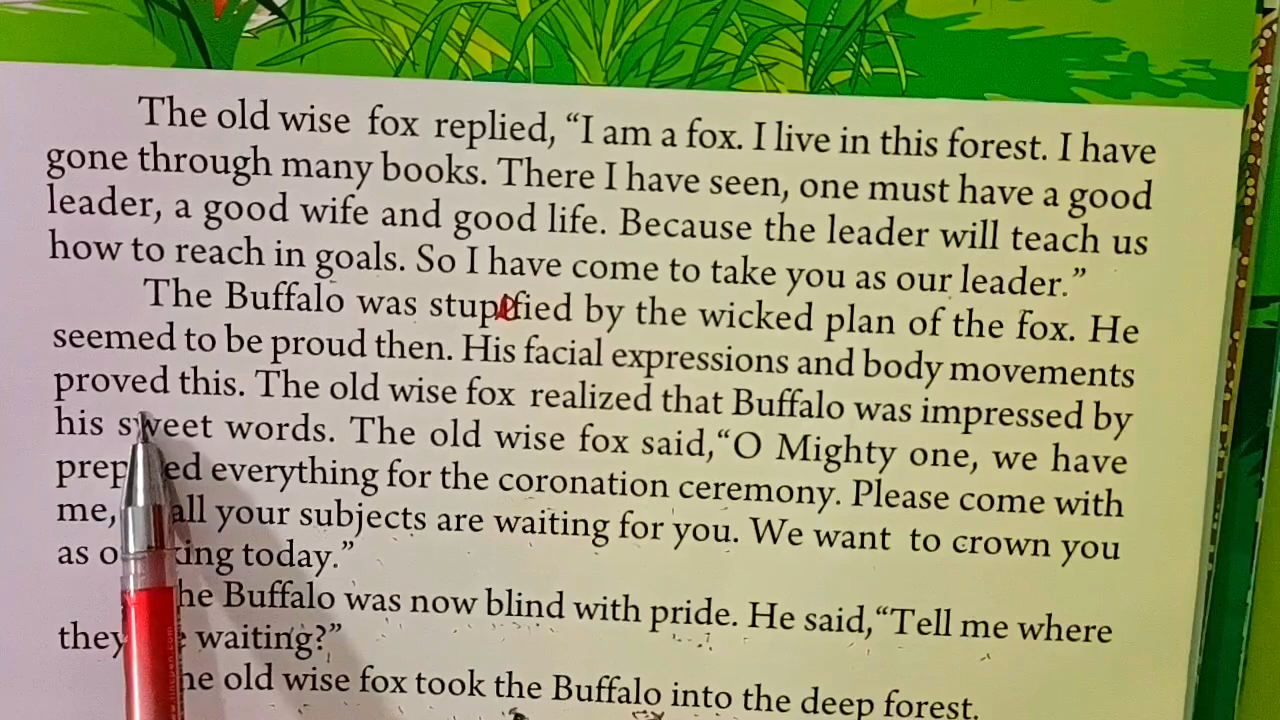 The old wise fox replied, “I am a fox. I live in this forest. I have
gone through many books. There I have seen, one must have a good
leader, a good wife and good life. Because the leader will teach us
how to reach in goals. So I have come to take you as our leader.”
The Buffalo was stupefied by the wicked plan of the fox. He
seemed to be proud then. His facial expressions and body movements
proved this. The old wise fox realized that Buffalo was impressed by
his sweet words. The old wise fox said,“O Mighty one, we have
everything for the coronation ceremony. Please come with
me, all your subjects are waiting for you. We want to crown you
as king today.”
Buffalo was now blind with pride. He said,“Tell me where
they waiting?”
old wise fox took the Buffalo into the deep forest.